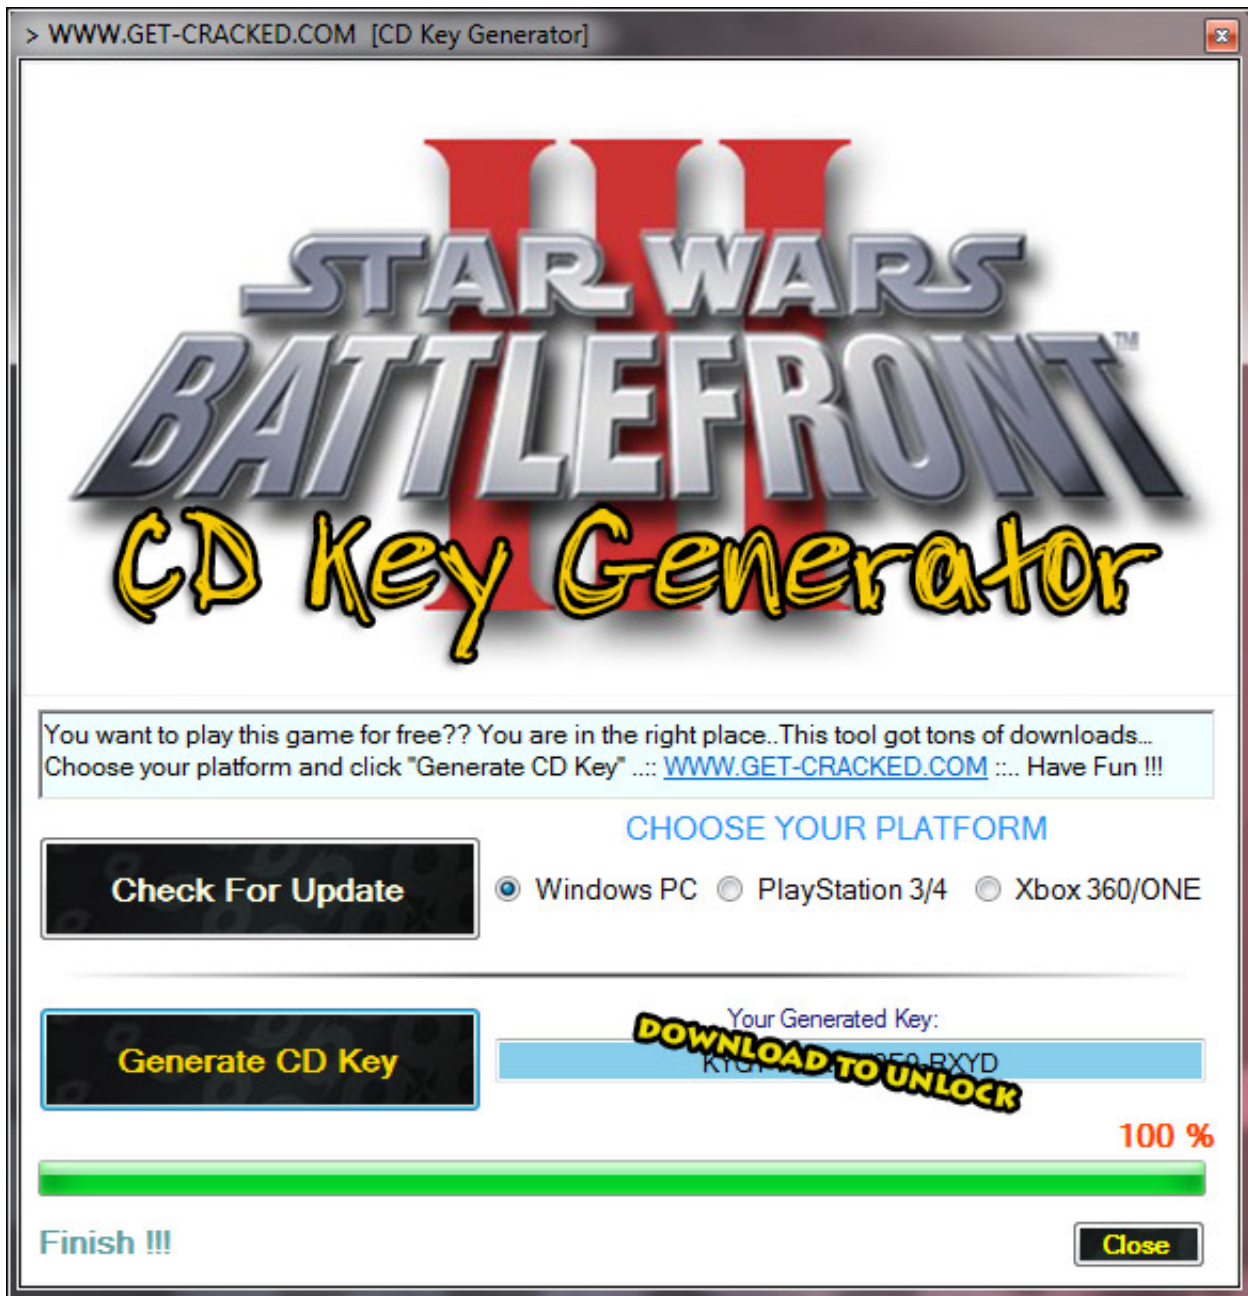 > WWW.GET-CRACKED.COM [CD Key Generator]
III
STAR WARS
BATTLEFRONT™
CD Key Generator
You want to play this game for free?? You are in the right place..This tool got tons of downloads...
Choose your platform and click "Generate CD Key" ..:: WWW.GET-CRACKED.COM ::.. Have Fun !!!
CHOOSE YOUR PLATFORM
Check For Update
Windows PC PlayStation 3/4 Xbox 360/ONE
Your Generated Key:
Generate CD Key
DOWNLOAD TO UNLOCK
100 %
Finish !!!
Close